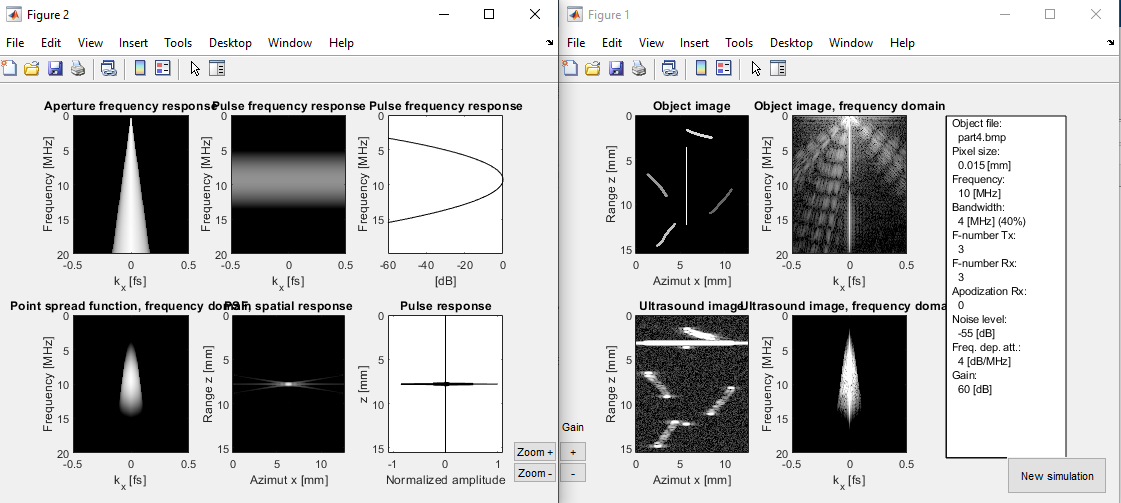 Figure 2
File Edit View Insert Tools Desktop Window Help
Aperture frequency response
Frequency [MHz]
0
5
10
15
20
-0.5 0 0.5
k_x [fs]
Pulse frequency response
Frequency [MHz]
0
5
10
15
20
-0.5 0 0.5
k_x [fs]
Pulse frequency response
Frequency [MHz]
0
5
10
15
20
-60 -40 -20 0
[dB]
Point spread function, frequency domain
Frequency [MHz]
0
5
10
15
20
-0.5 0 0.5
k_x [fs]
PSF, spatial response
Range z [mm]
0
5
10
15
0 5 10
Azimut x [mm]
Pulse response
z [mm]
0
5
10
15
-1 0 1
Normalized amplitude
Zoom +
Zoom -
Figure 1
File Edit View Insert Tools Desktop Window Help
Object image
Range z [mm]
0
5
10
15
0 5 10
Azimut x [mm]
Object image, frequency domain
Frequency [MHz]
0
5
10
15
20
-0.5 0 0.5
k_x [fs]
Ultrasound image
Range z [mm]
0
5
10
15
0 5 10
Azimut x [mm]
Ultrasound image, frequency doma
Frequency [MHz]
0
5
10
15
20
-0.5 0 0.5
k_x [fs]
Object file:
part4.bmp
Pixel size:
0.015 [mm]
Frequency:
10 [MHz]
Bandwidth:
4 [MHz] (40%)
F-number Tx:
3
F-number Rx:
3
Apodization Rx:
0
Noise level:
-55 [dB]
Freq. dep. att.:
4 [dB/MHz]
Gain:
60 [dB]
Gain
+
-
New simulation